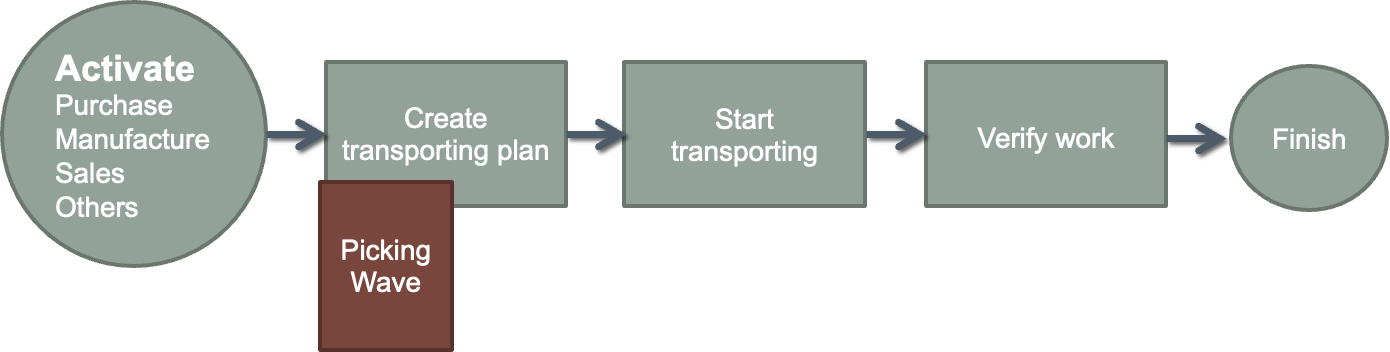 Activate
Purchase
Manufacture
Sales
Others
Create
transporting plan
Picking
Wave
Start
transporting
Verify work
Finish